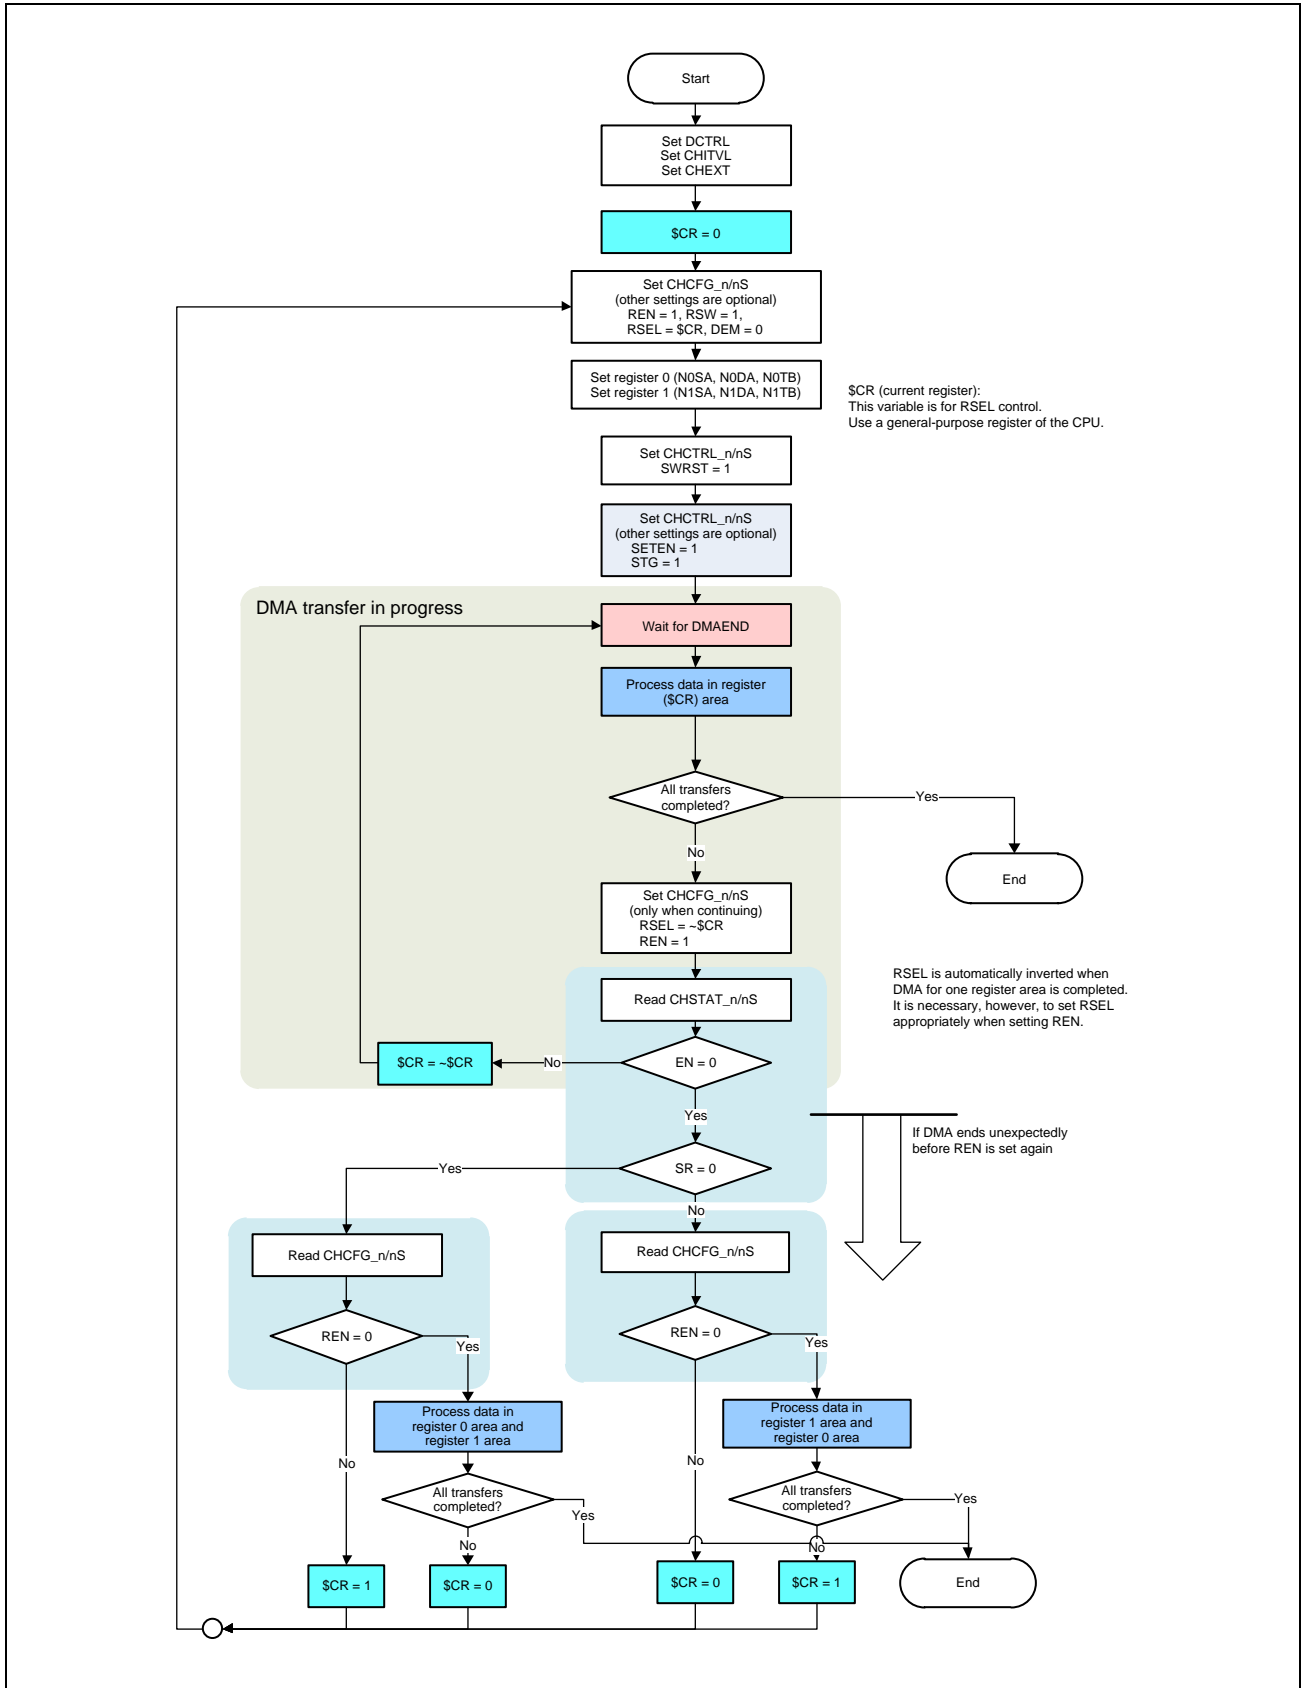 Start
Set DCTRL
Set CHITVL
Set CHEXT
$CR = 0
Set CHCFG_n/nS
(other settings are optional)
REN = 1, RSW = 1,
RSEL = $CR, DEM = 0
Set register 0 (N0SA, N0DA, N0TB)
Set register 1 (N1SA, N1DA, N1TB)
$CR (current register):
This variable is for RSEL control.
Use a general-purpose register of the CPU.
Set CHCTRL_n/nS
SWRST = 1
Set CHCTRL_n/nS
(other settings are optional)
SETEN = 1
STG = 1
DMA transfer in progress
Wait for DMAEND
Process data in register
($CR) area
All transfers
completed?
Yes
No
End
Set CHCFG_n/nS
(only when continuing)
RSEL = ~$CR
REN = 1
RSEL is automatically inverted when
DMA for one register area is completed.
It is necessary, however, to set RSEL
appropriately when setting REN.
Read CHSTAT_n/nS
EN = 0
No
$CR = ~$CR
Yes
If DMA ends unexpectedly
before REN is set again
SR = 0
Yes
No
Read CHCFG_n/nS
Read CHCFG_n/nS
REN = 0
Yes
REN = 0
Yes
Process data in
register 0 area and
register 1 area
Process data in
register 1 area and
register 0 area
No
No
All transfers
completed?
Yes
All transfers
completed?
Yes
No
No
$CR = 1
$CR = 0
$CR = 0
$CR = 1
End